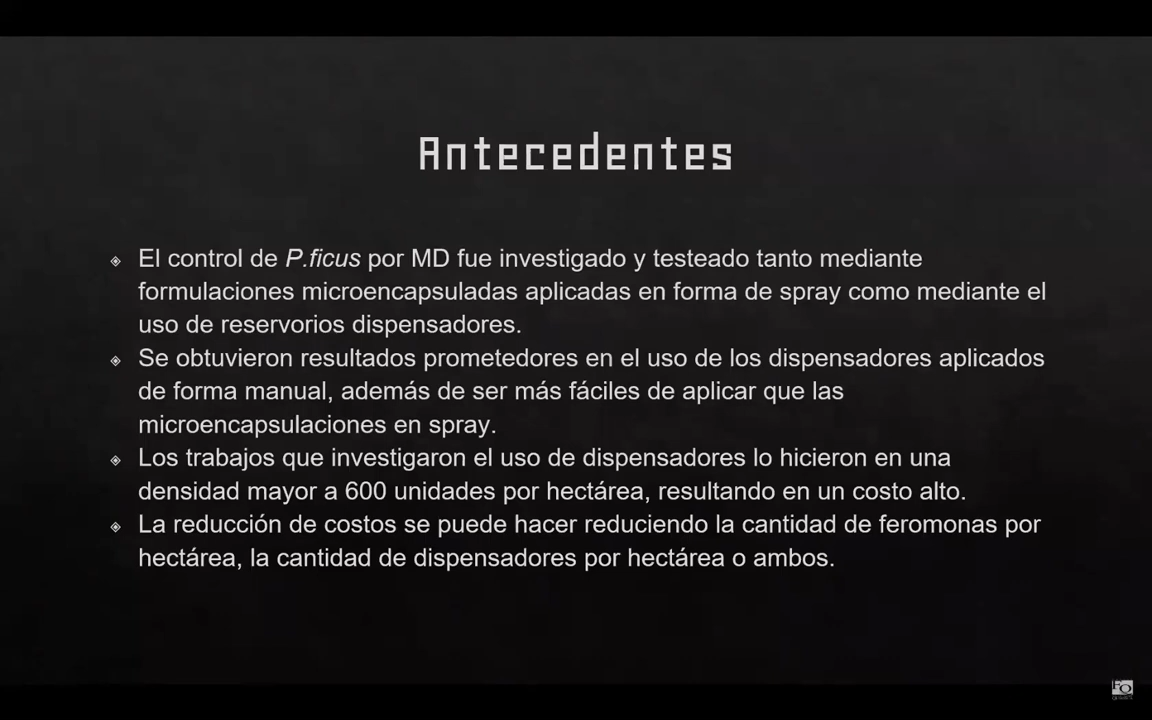 Antecedentes
El control de P.ficus por MD fue investigado y testeado tanto mediante
formulaciones microencapsuladas aplicadas en forma de spray como mediante el
uso de reservorios dispensadores.
Se obtuvieron resultados prometedores en el uso de los dispensadores aplicados
de forma manual, además de ser más fáciles de aplicar que las
microencapsulaciones en spray.
Los trabajos que investigaron el uso de dispensadores lo hicieron en una
densidad mayor a 600 unidades por hectárea, resultando en un costo alto.
La reducción de costos se puede hacer reduciendo la cantidad de feromonas por
hectárea, la cantidad de dispensadores por hectárea o ambos.